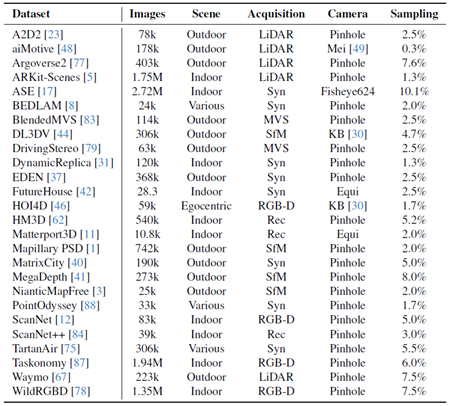 Dataset Images Scene Acquisition Camera Sampling
A2D2 [23] 78k Outdoor LiDAR Pinhole 2.5%
aiMotive [48] 178k Outdoor LiDAR Mei [49] 0.3%
Argoverse2 [77] 403k Outdoor LiDAR Pinhole 7.6%
ARKit-Scenes [5] 1.75M Indoor LiDAR Pinhole 1.3%
ASE [17] 2.72M Indoor Syn Fisheye624 10.1%
BEDLAM [8] 24k Various Syn Pinhole 2.0%
BlendedMVS [83] 114k Outdoor MVS Pinhole 2.5%
DL3DV [44] 306k Outdoor SfM KB [30] 4.7%
DrivingStereo [79] 63k Outdoor MVS Pinhole 2.5%
DynamicReplica [31] 120k Indoor Syn Pinhole 1.3%
EDEN [37] 368k Outdoor Syn Pinhole 2.5%
FutureHouse [42] 28.3 Indoor Syn Equi 2.5%
HOI4D [46] 59k Egocentric RGB-D KB [30] 1.7%
HM3D [62] 540k Indoor Rec Pinhole 5.2%
Matterport3D [11] 10.8k Indoor Rec Equi 2.0%
Mapillary PSD [1] 742k Outdoor SfM Pinhole 2.0%
MatrixCity [40] 190k Outdoor Syn Pinhole 5.0%
MegaDepth [41] 273k Outdoor SfM Pinhole 8.0%
NianticMapFree [3] 25k Outdoor SfM Pinhole 2.0%
PointOdyssey [88] 33k Various Syn Pinhole 1.7%
ScanNet [12] 83k Indoor RGB-D Pinhole 5.0%
ScanNet++ [84] 39k Indoor Rec Pinhole 3.0%
TartanAir [75] 306k Various Syn Pinhole 5.5%
Taskonomy [87] 1.94M Indoor RGB-D Pinhole 6.0%
Waymo [67] 223k Outdoor LiDAR Pinhole 7.5%
WildRGBD [78] 1.35M Indoor RGB-D Pinhole 7.5%